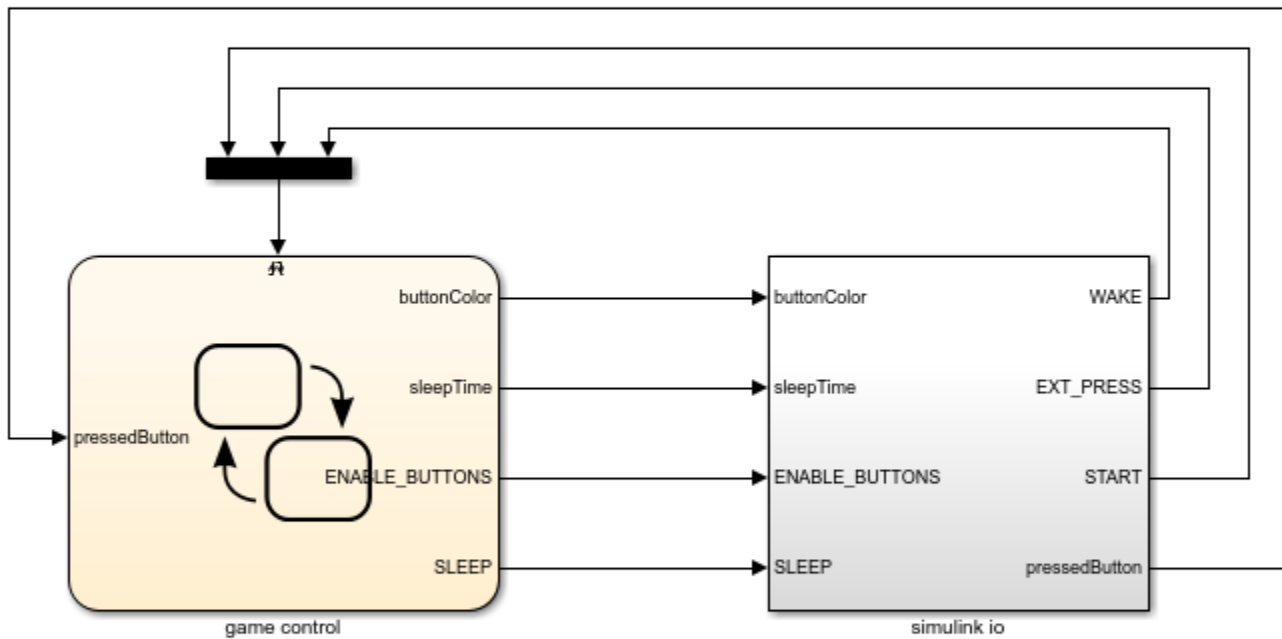 buttonColor
sleepTime
pressedButton
ENABLE_BUTTONS
SLEEP
game control
buttonColor
WAKE
sleepTime
EXT_PRESS
ENABLE_BUTTONS
START
SLEEP
pressedButton
simulink io